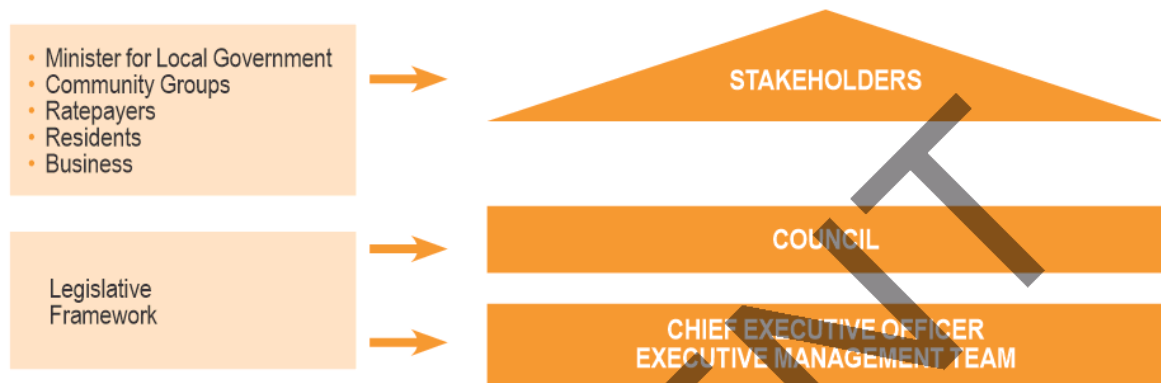 • Minister for Local Government
• Community Groups
• Ratepayers
• Residents
• Business
STAKEHOLDERS
COUNCIL
Legislative
Framework
CHIEF EXECUTIVE OFFICER
EXECUTIVE MANAGEMENT TEAM